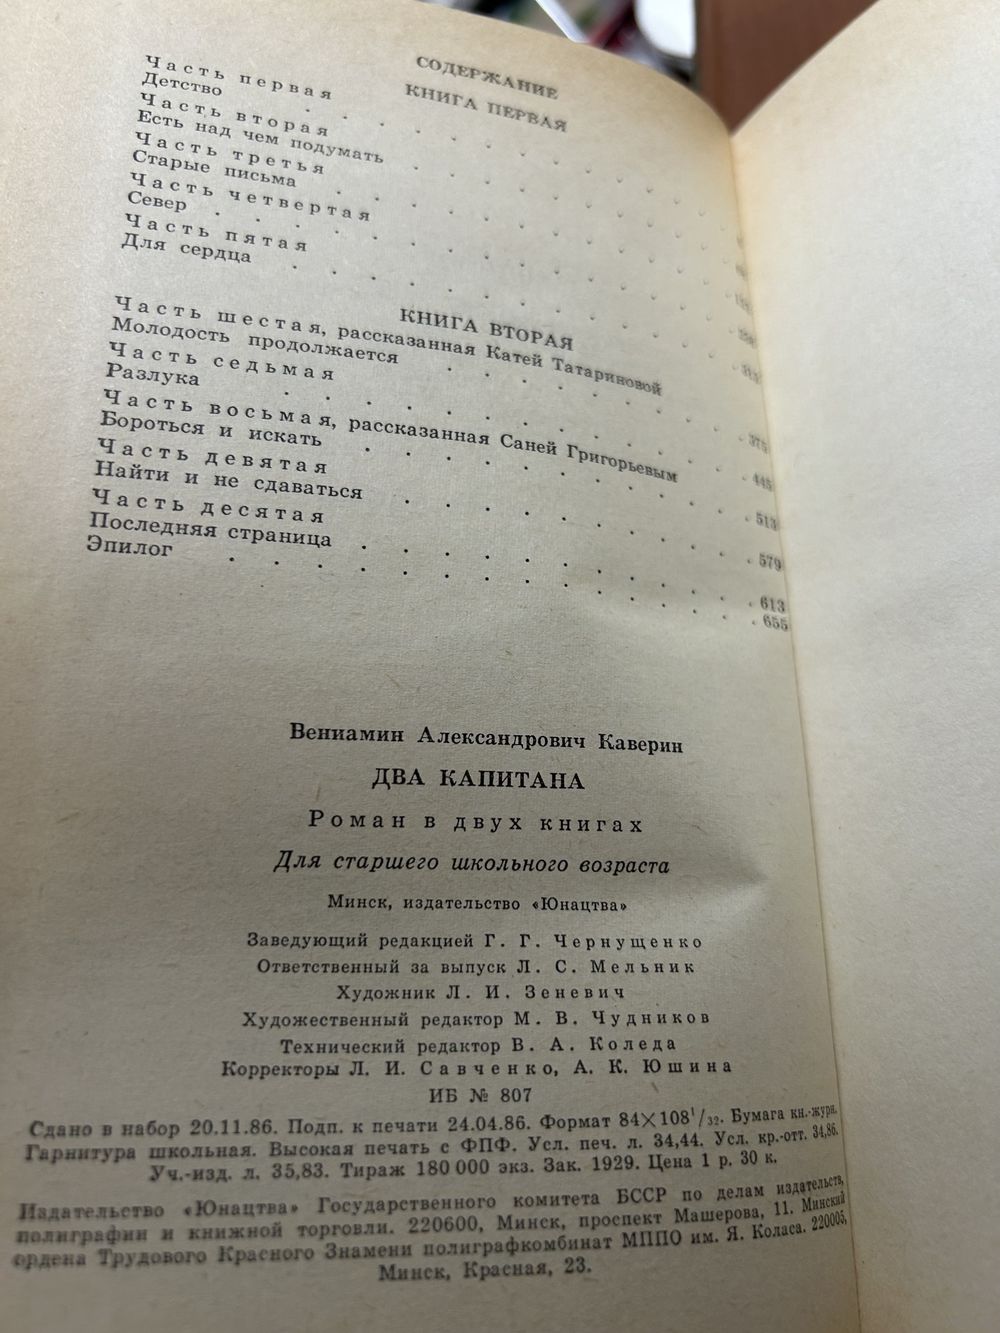 СОДЕРЖАНИЕ
КНИГА ПЕРВАЯ
Часть первая
Детство
Часть вторая
Есть над чем подумать
Часть третья
Старые письма
Часть четвертая
Север
Часть пятая
Для сердца
КНИГА ВТОРАЯ
Часть шестая, рассказанная Катей Татариновой
Молодость продолжается . . . . . . 375
Часть седьмая
Разлука . . . . . . . . . 445
Часть восьмая, рассказанная Саней Григорьевым
Бороться и искать . . . . . . . . 513
Часть девятая
Найти и не сдаваться . . . . . . . . 579
Часть десятая
Последняя страница . . . . . . . . . 613
Эпилог . . . . . . . . . . . . 655
Вениамин Александрович Каверин
ДВА КАПИТАНА
Роман в двух книгах
Для старшего школьного возраста
Минск, издательство «Юнацтва»
Заведующий редакцией Г. Г. Чернущенко
Ответственный за выпуск Л. С. Мельник
Художник Л. И. Зеневич
Художественный редактор М. В. Чудников
Технический редактор В. А. Коледа
Корректоры Л. И. Савченко, А. К. Юшина
ИБ № 807
Сдано в набор 20.11.86. Подп. к печати 24.04.86. Формат 84×108¹/₃₂. Бумага кн.-журн.
Гарнитура школьная. Высокая печать с ФПФ. Усл. печ. л. 34,44. Усл. кр.-отт. 34,86.
Уч.-изд. л. 35,83. Тираж 180 000 экз. Зак. 1929. Цена 1 р. 30 к.
Издательство «Юнацтва» Государственного комитета БССР по делам издательств,
полиграфии и книжной торговли. 220600, Минск, проспект Машерова, 11. Минский
ордена Трудового Красного Знамени полиграфкомбинат МППО им. Я. Коласа. 220005,
Минск, Красная, 23.